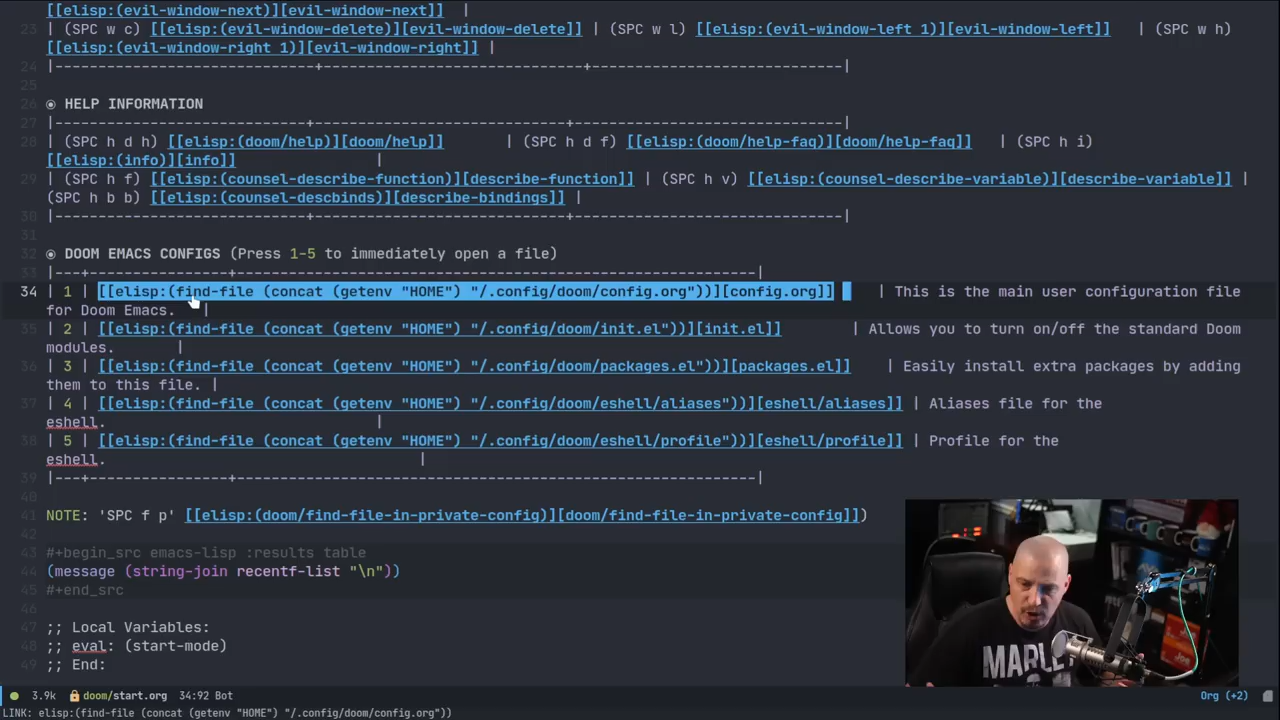 [[elisp:(evil-window-next)][evil-window-next]] |
23 | (SPC w c) [[elisp:(evil-window-delete)][evil-window-delete]] | (SPC w l) [[elisp:(evil-window-left 1)][evil-window-left]] | (SPC w h)
[[elisp:(evil-window-right 1)][evil-window-right]] |
24 |------------------------------+------------------------------+-----------------------------|
25
26 ◉ HELP INFORMATION
27 |-----------------------------+-----------------------------+-------------------------------|
28 | (SPC h d h) [[elisp:(doom/help)][doom/help]] | (SPC h d f) [[elisp:(doom/help-faq)][doom/help-faq]] | (SPC h i)
[[elisp:(info)][info]] |
29 | (SPC h f) [[elisp:(counsel-describe-function)][describe-function]] | (SPC h v) [[elisp:(counsel-describe-variable)][describe-variable]] |
(SPC h b b) [[elisp:(counsel-descbinds)][describe-bindings]] |
30 |-----------------------------+-----------------------------+-------------------------------|
31
32 ◉ DOOM EMACS CONFIGS (Press 1-5 to immediately open a file)
33 |---+----------------+------------------------------------------------------------|
34 | 1 | [[elisp:(find-file (concat (getenv "HOME") "/.config/doom/config.org"))][config.org]] | This is the main user configuration file
for Doom Emacs. |
35 | 2 | [[elisp:(find-file (concat (getenv "HOME") "/.config/doom/init.el"))][init.el]] | Allows you to turn on/off the standard Doom
modules. |
36 | 3 | [[elisp:(find-file (concat (getenv "HOME") "/.config/doom/packages.el"))][packages.el]] | Easily install extra packages by adding
them to this file. |
37 | 4 | [[elisp:(find-file (concat (getenv "HOME") "/.config/doom/eshell/aliases"))][eshell/aliases]] | Aliases file for the
eshell. |
38 | 5 | [[elisp:(find-file (concat (getenv "HOME") "/.config/doom/eshell/profile"))][eshell/profile]] | Profile for the
eshell. |
39 |---+----------------+------------------------------------------------------------|
40
41 NOTE: 'SPC f p' [[elisp:(doom/find-file-in-private-config)][doom/find-file-in-private-config]])
42
43 #+begin_src emacs-lisp :results table
44 (message (string-join recentf-list "\n"))
45 #+end_src
46
47 ;; Local Variables:
48 ;; eval: (start-mode)
49 ;; End:
MARLEY
3.9k doom/start.org 34:92 Bot Org (+2)
LINK: elisp:(find-file (concat (getenv "HOME") "/.config/doom/config.org"))